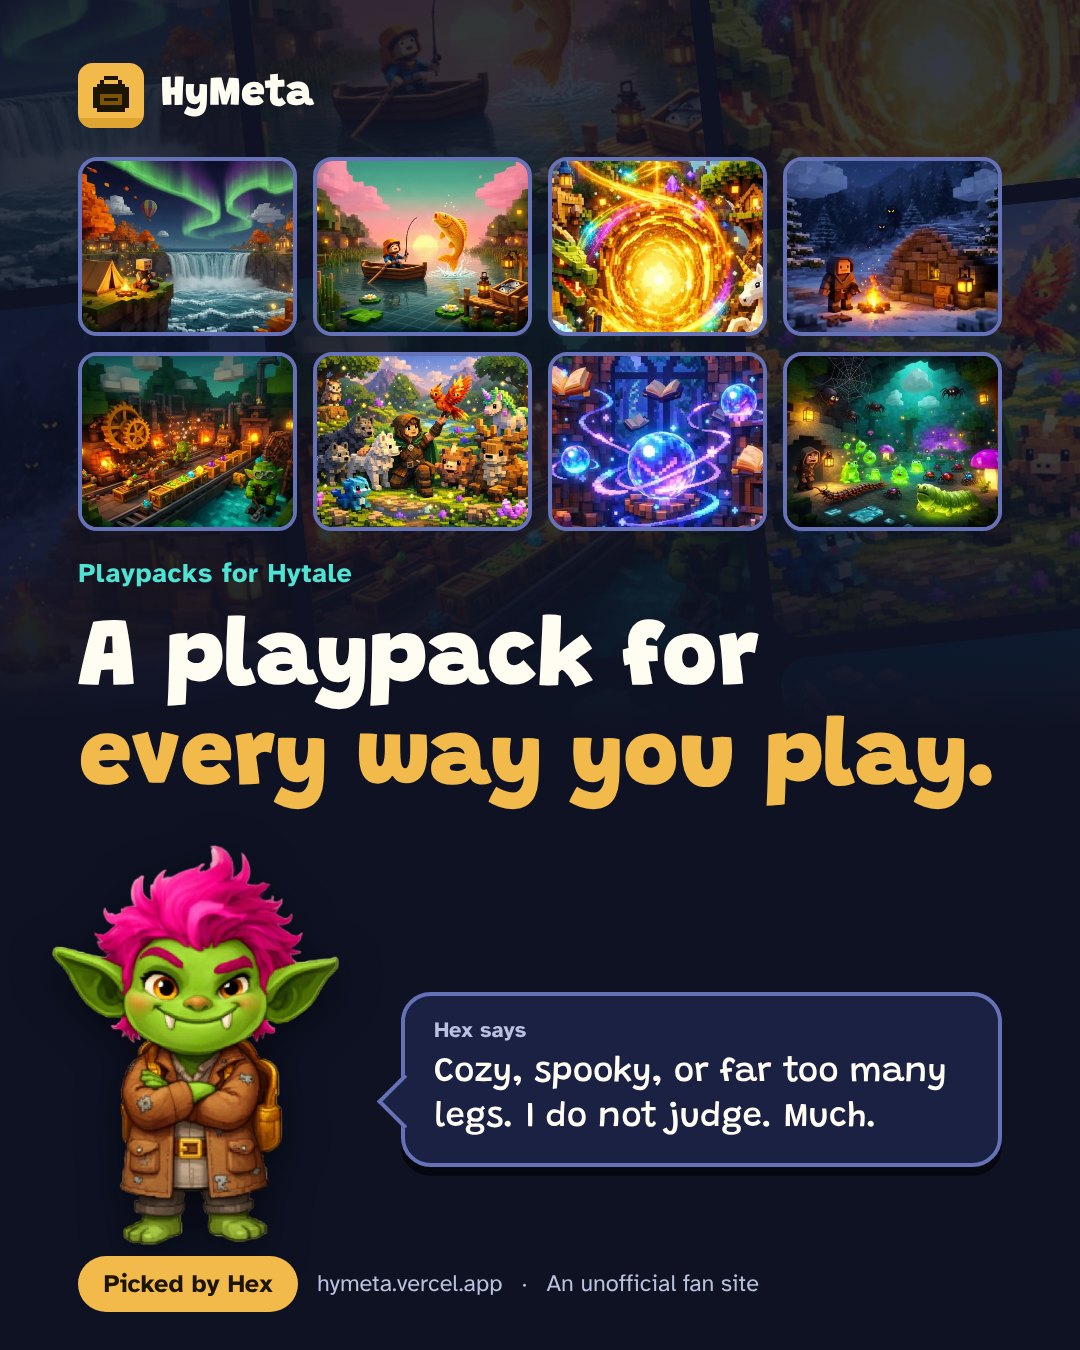 HyMeta
Playpacks for Hytale
A playpack for
every way you play.
Hex says
Cozy, spooky, or far too many
legs. I do not judge. Much.
Picked by Hex
hymeta.vercel.app · An unofficial fan site